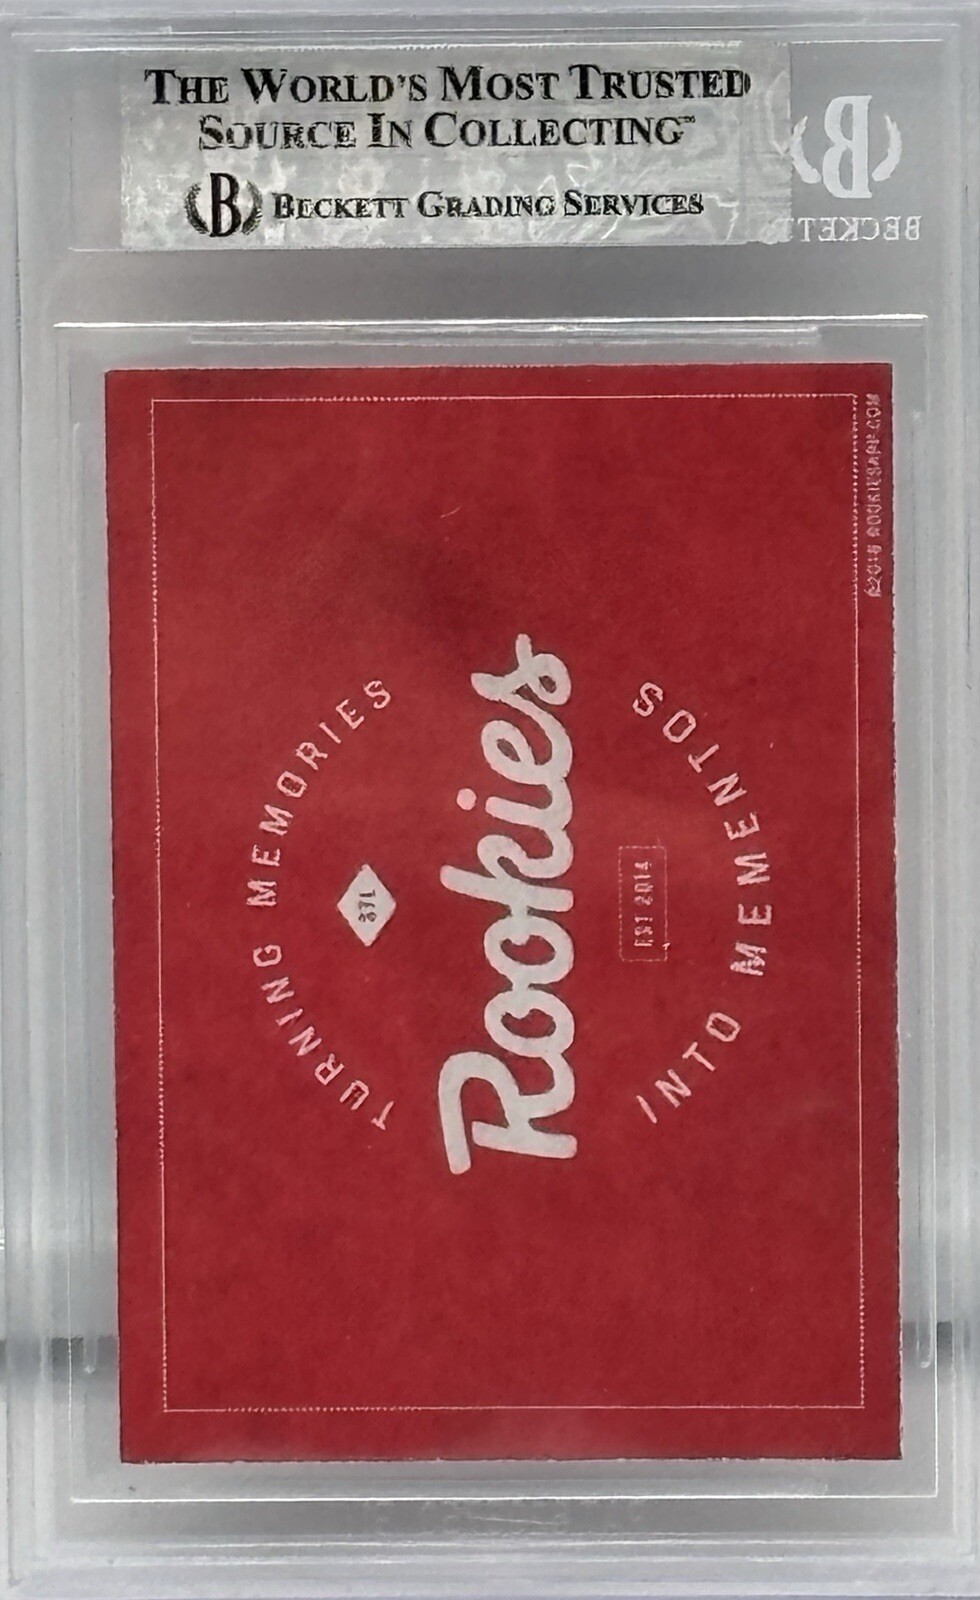 THE WORLD'S MOST TRUSTED
SOURCE IN COLLECTING™
B BECKETT GRADING SERVICES
B
BECKETT
TURNING MEMORIES
STL
Rookies
EST 2014
INTO MEMENTOS
ROOKIESAPP.COM